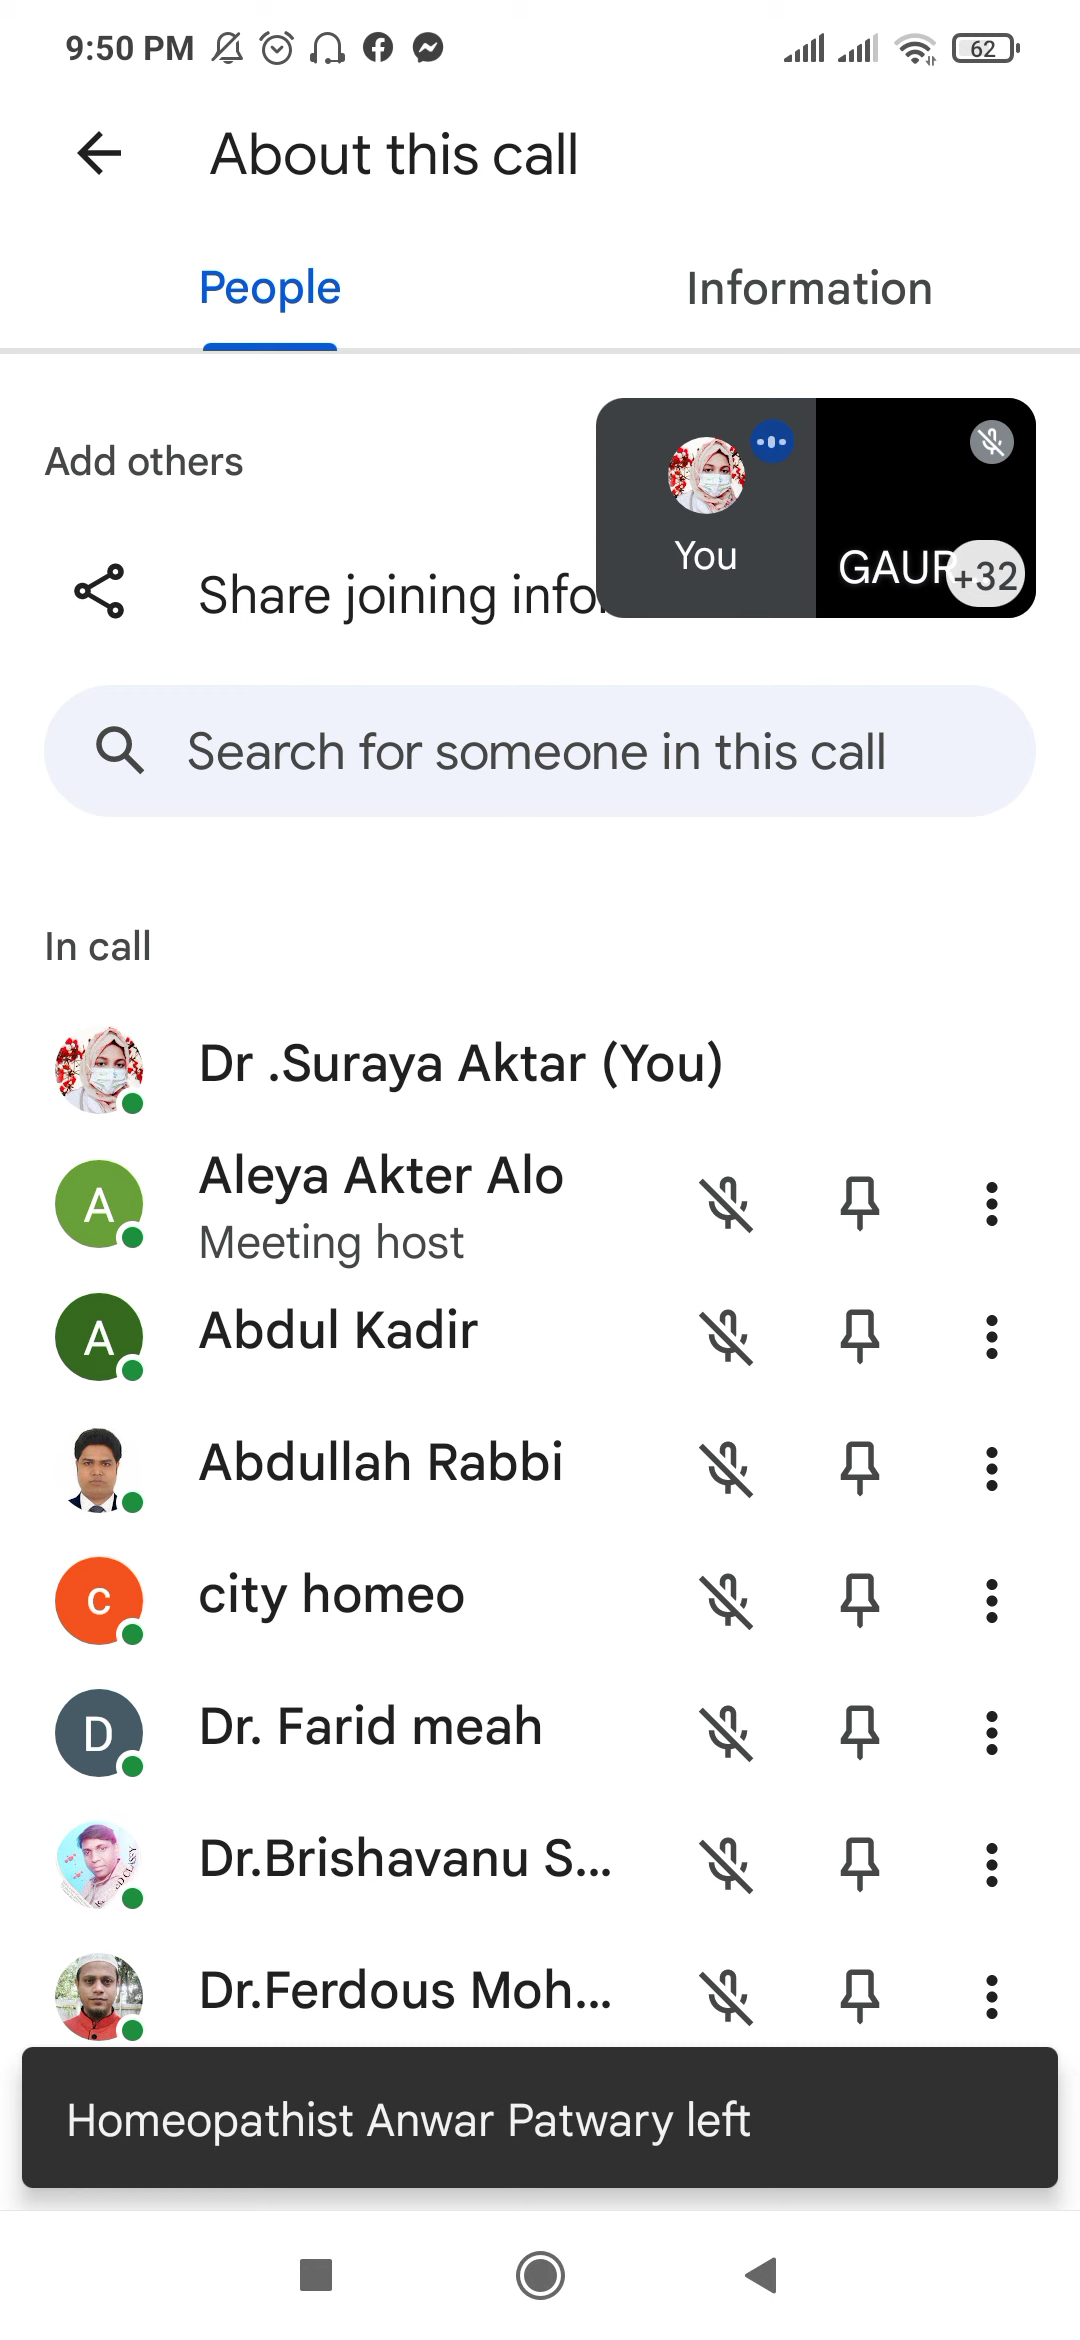 9:50 PM
62
About this call
People
Information
Add others
You
GAUR
+32
Share joining info
Search for someone in this call
In call
Dr .Suraya Aktar (You)
A
Aleya Akter Alo
Meeting host
A
Abdul Kadir
Abdullah Rabbi
c
city homeo
D
Dr. Farid meah
Dr.Brishavanu S...
Dr.Ferdous Moh...
Homeopathist Anwar Patwary left